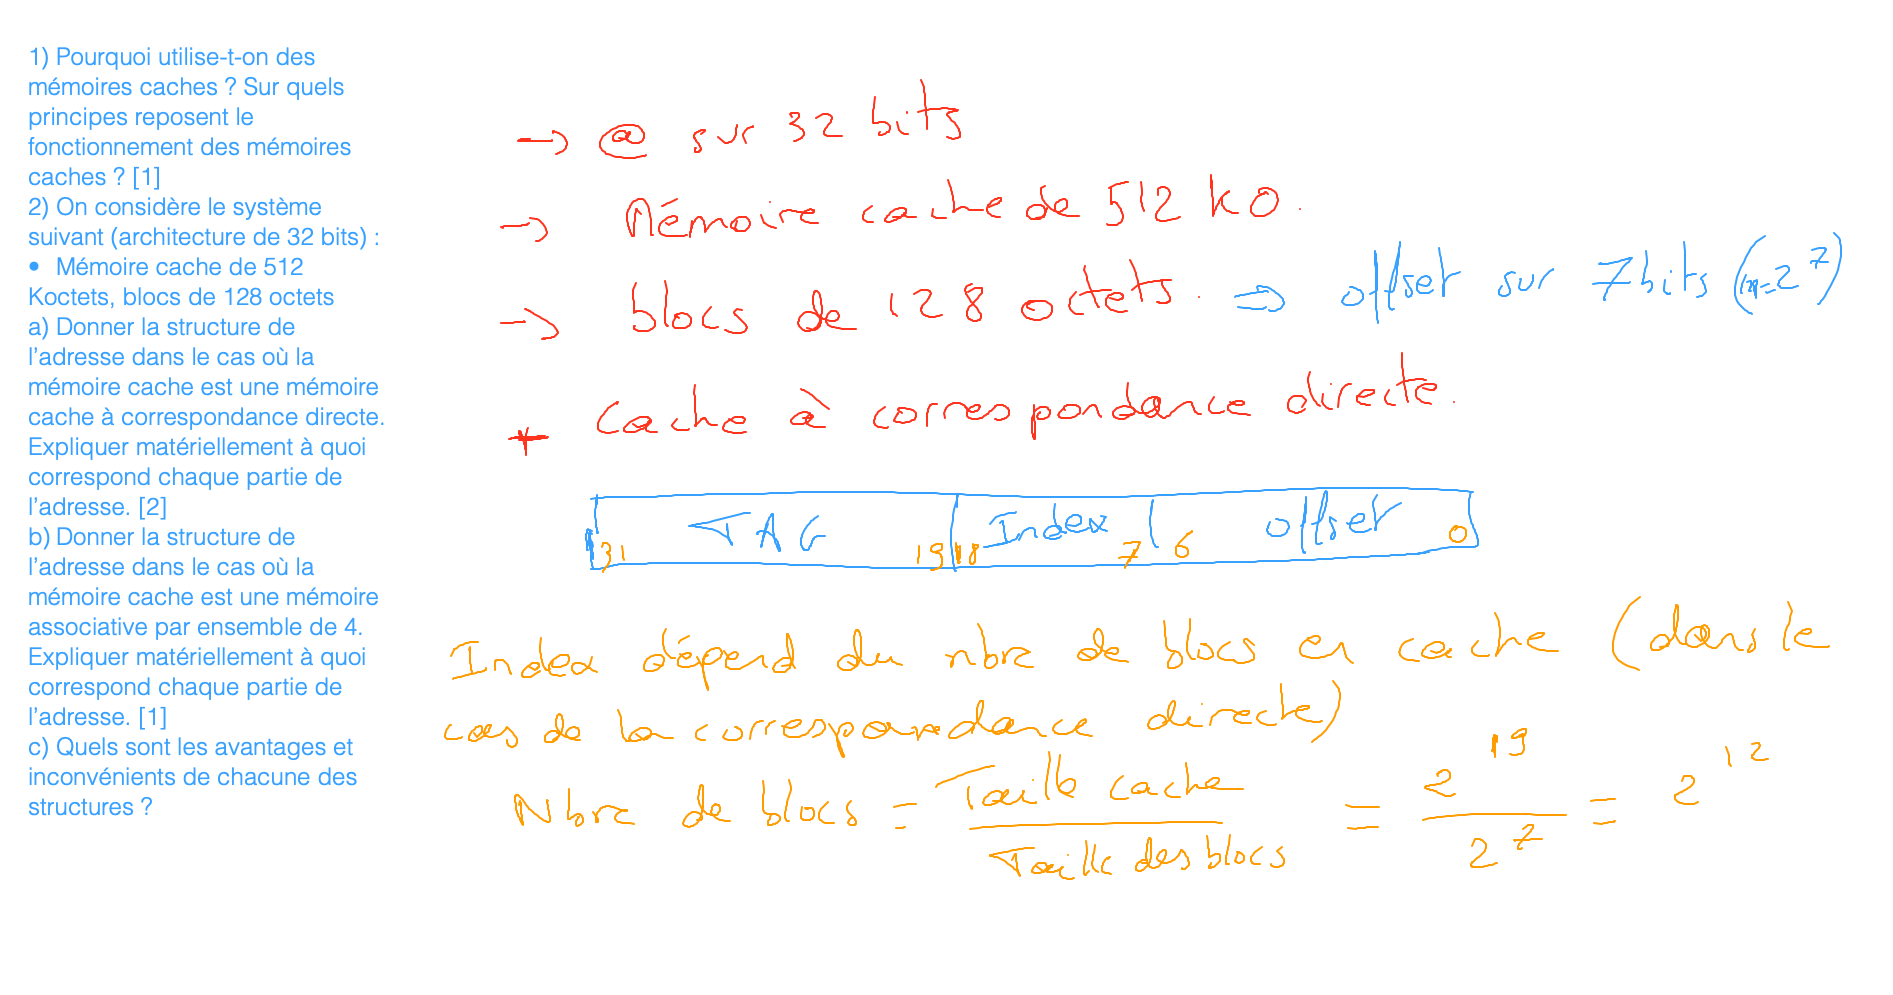 1) Pourquoi utilise-t-on des
mémoires caches ? Sur quels
principes reposent le
fonctionnement des mémoires
caches ? [1]
2) On considère le système
suivant (architecture de 32 bits) :
• Mémoire cache de 512
Koctets, blocs de 128 octets
a) Donner la structure de
l'adresse dans le cas où la
mémoire cache est une mémoire
cache à correspondance directe.
Expliquer matériellement à quoi
correspond chaque partie de
l'adresse. [2]
b) Donner la structure de
l'adresse dans le cas où la
mémoire cache est une mémoire
associative par ensemble de 4.
Expliquer matériellement à quoi
correspond chaque partie de
l'adresse. [1]
c) Quels sont les avantages et
inconvénients de chacune des
structures ?
→ @ sur 32 bits
→ Mémoire cache de 512 KO.
→ blocs de 128 octets. ⇒ offset sur 7 bits (128=2^7)
+ Cache à correspondance directe.
TAG Index offset
31 19 18 7 6 0
Index dépend du nbre de blocs en cache (dans le
cas de la correspondance directe)
Nbre de blocs = Taille cache / Taille des blocs = 2^19 / 2^7 = 2^12